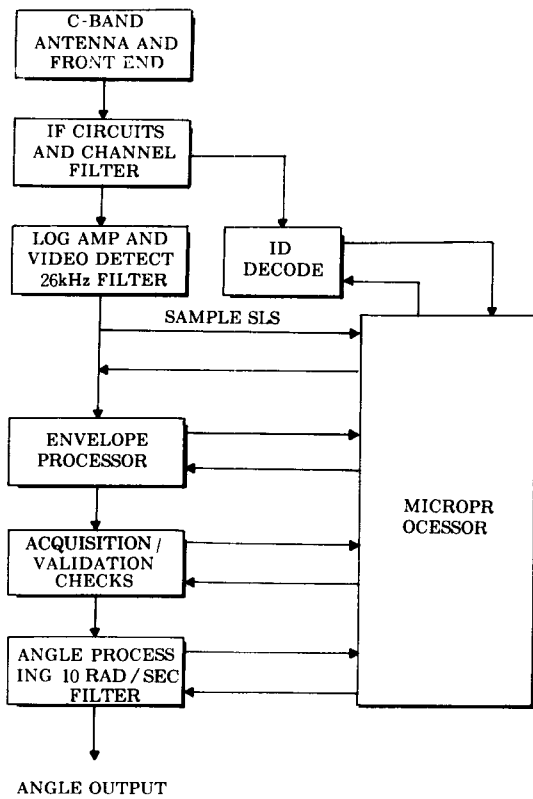 C-BAND
ANTENNA AND
FRONT END
IF CIRCUITS
AND CHANNEL
FILTER
LOG AMP AND
VIDEO DETECT
26kHz FILTER
ID
DECODE
SAMPLE SLS
ENVELOPE
PROCESSOR
MICROPR
OCESSOR
ACQUISITION /
VALIDATION
CHECKS
ANGLE PROCESS
ING 10 RAD / SEC
FILTER
ANGLE OUTPUT